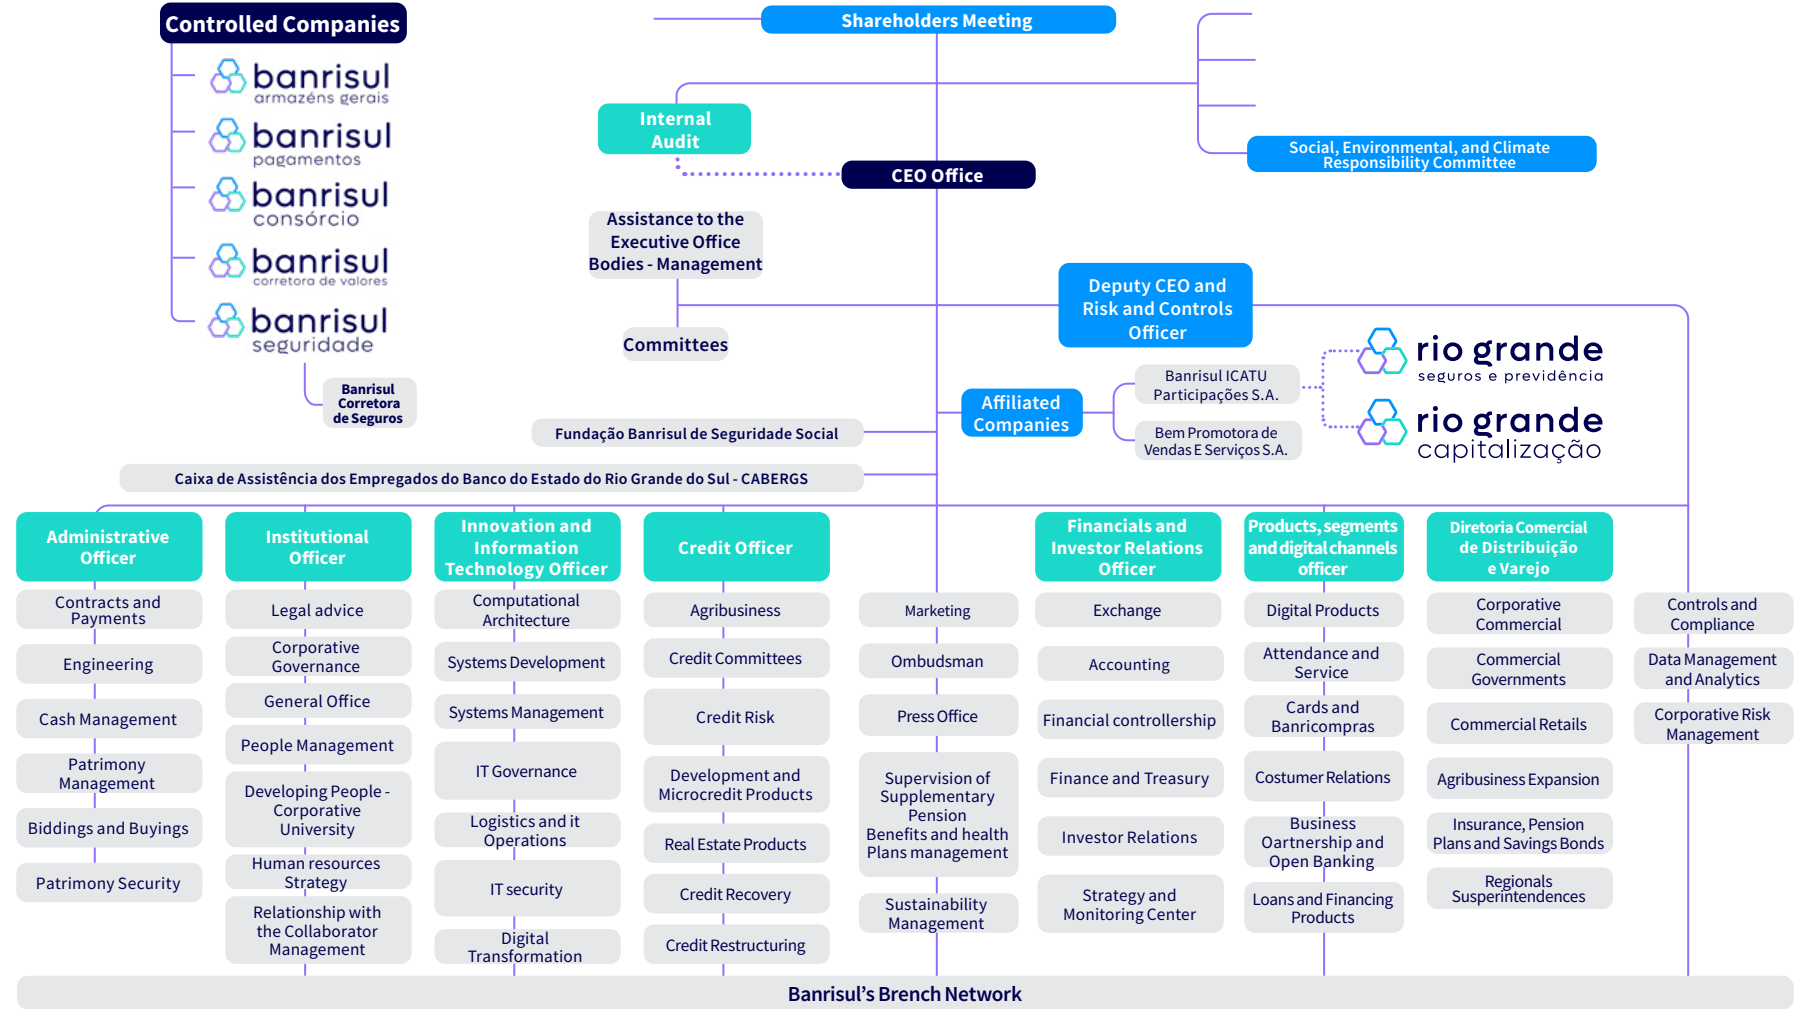 Controlled Companies
banrisul
armazéns gerais
banrisul
pagamentos
banrisul
consórcio
banrisul
corretora de valores
banrisul
seguridade
Banrisul
Corretora
de Seguros
Shareholders Meeting
Internal
Audit
Social, Environmental, and Climate
Responsibility Committee
CEO Office
Assistance to the
Executive Office
Bodies - Management
Committees
Deputy CEO and
Risk and Controls
Officer
Affiliated
Companies
Banrisul ICATU
Participações S.A.
Bem Promotora de
Vendas E Serviços S.A.
rio grande
seguros e previdência
rio grande
capitalização
Fundação Banrisul de Seguridade Social
Caixa de Assistência dos Empregados do Banco do Estado do Rio Grande do Sul - CABERGS
Administrative
Officer
Contracts and
Payments
Engineering
Cash Management
Patrimony
Management
Biddings and Buyings
Patrimony Security
Institutional
Officer
Legal advice
Corporative
Governance
General Office
People Management
Developing People -
Corporative
University
Human resources
Strategy
Relationship with
the Collaborator
Management
Innovation and
Information
Technology Officer
Computational
Architecture
Systems Development
Systems Management
IT Governance
Logistics and it
Operations
IT security
Digital
Transformation
Credit Officer
Agribusiness
Credit Committees
Credit Risk
Development and
Microcredit Products
Real Estate Products
Credit Recovery
Credit Restructuring
Marketing
Ombudsman
Press Office
Supervision of
Supplementary
Pension
Benefits and health
Plans management
Sustainability
Management
Financials and
Investor Relations
Officer
Exchange
Accounting
Financial controllership
Finance and Treasury
Investor Relations
Strategy and
Monitoring Center
Products, segments
and digital channels
officer
Digital Products
Attendance and
Service
Cards and
Banricompras
Costumer Relations
Business
Oartnership and
Open Banking
Loans and Financing
Products
Diretoria Comercial
de Distribuição
e Varejo
Corporative
Commercial
Commercial
Governments
Commercial Retails
Agribusiness Expansion
Insurance, Pension
Plans and Savings Bonds
Regionals
Susperintendences
Controls and
Compliance
Data Management
and Analytics
Corporative Risk
Management
Banrisul's Brench Network